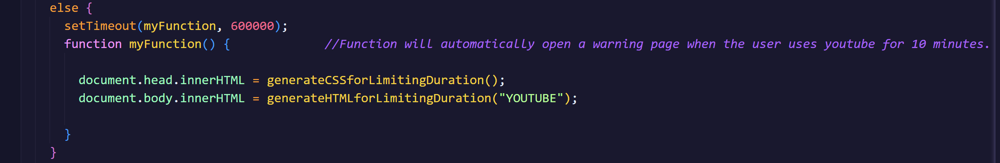 else {
setTimeout(myFunction, 600000);
function myFunction() { //Function will automatically open a warning page when the user uses youtube for 10 minutes.
document.head.innerHTML = generateCSSforLimitingDuration();
document.body.innerHTML = generateHTMLforLimitingDuration("YOUTUBE");
}
}